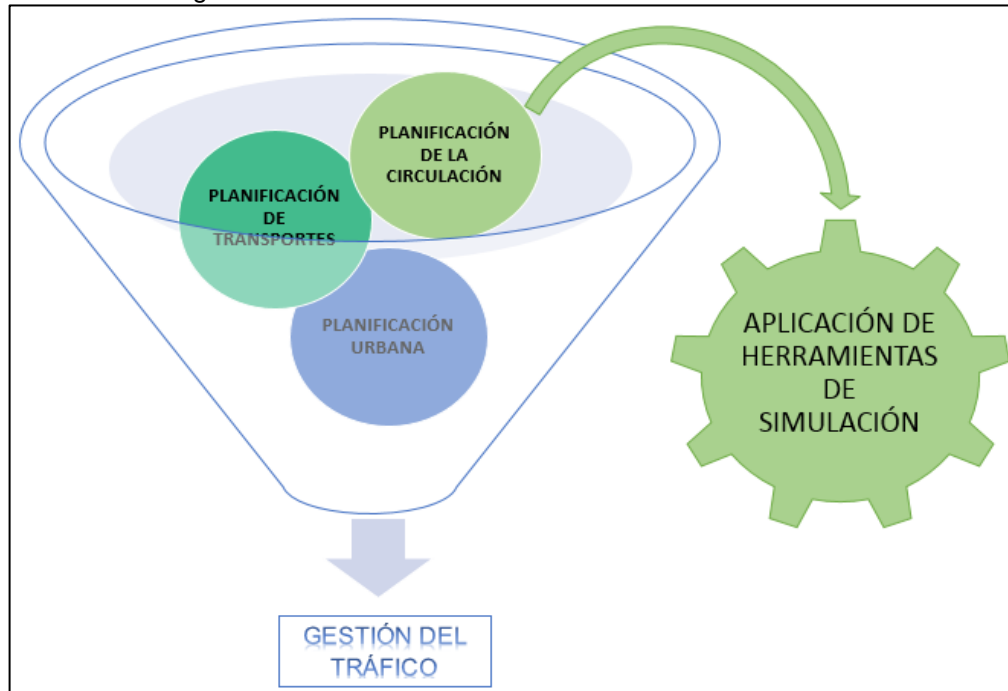 PLANIFICACIÓN
DE LA
CIRCULACIÓN
PLANIFICACIÓN
DE
TRANSPORTES
PLANIFICACIÓN
URBANA
APLICACIÓN DE
HERRAMIENTAS
DE
SIMULACIÓN
GESTIÓN DEL
TRÁFICO